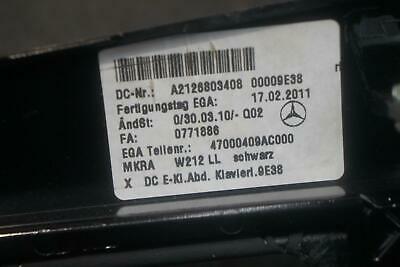 DC-Nr.: A2126803408 00009E38
Fertigungstag EGA: 17.02.2011
ÄndSt: 0/30.03.10/- Q02
FA: 0771886
EGA Teilenr.: 47000409AC000
MKRA W212 LL schwarz
X DC E-Kl.Abd. Klavierl.9E38